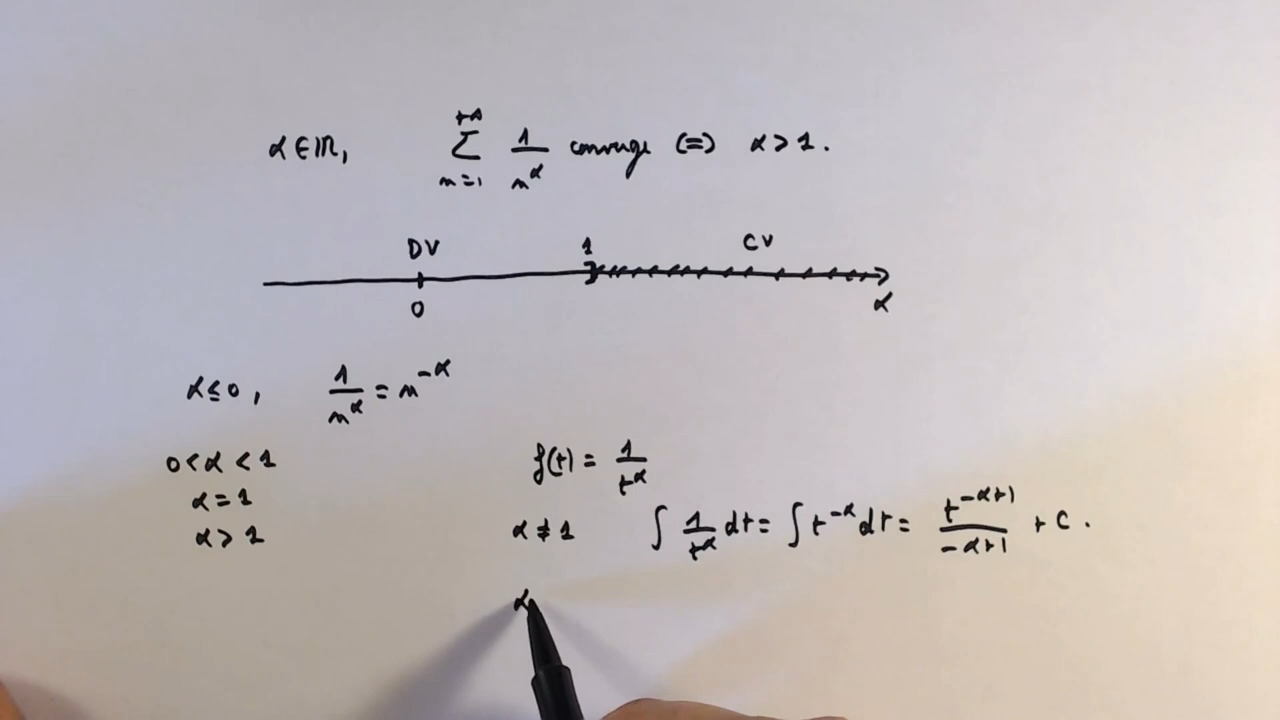 α ∈ ℝ, ∑_{n=1}^{+∞} 1/n^α converge (=) α > 1.
DV 1 CV
0 α
α ≤ 0, 1/n^α = n^{-α}
0 < α < 1 f(t) = 1/t^α
α = 1
α > 1 α ≠ 1 ∫ 1/t^α dt = ∫ t^{-α} dt = t^{-α+1}/(-α+1) + C.
α